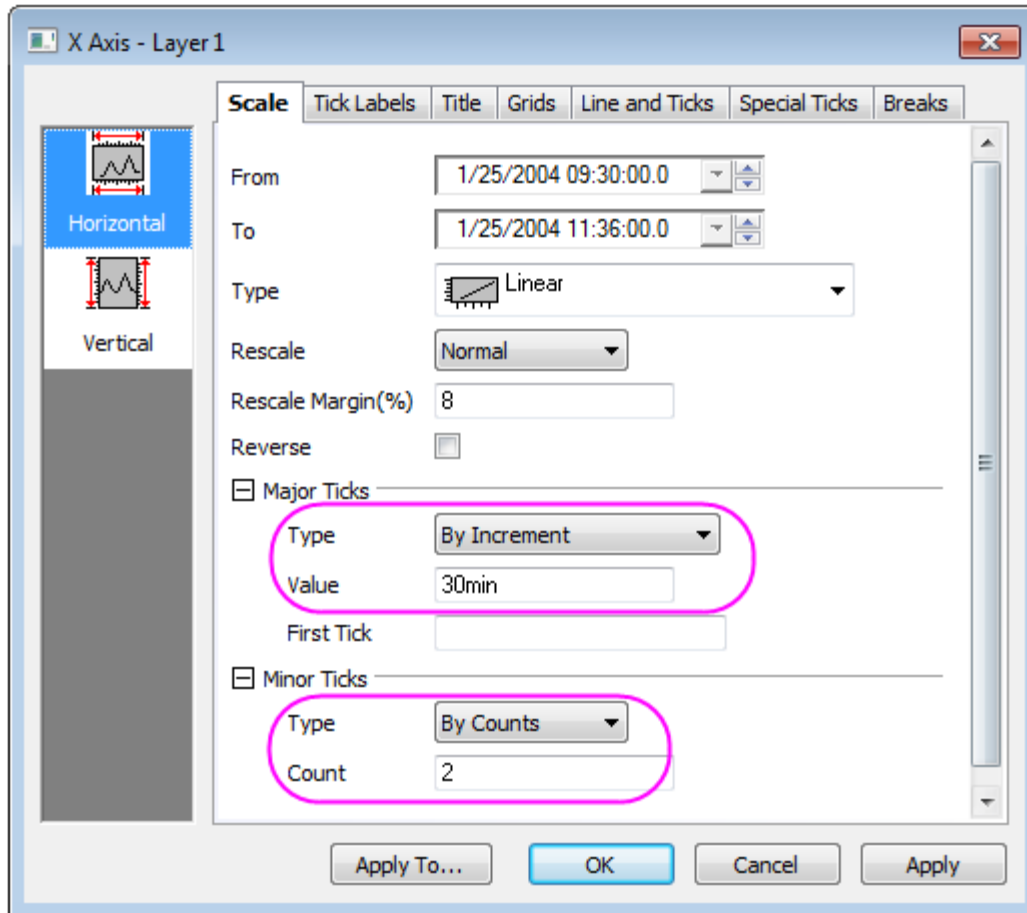 X Axis - Layer 1
Scale Tick Labels Title Grids Line and Ticks Special Ticks Breaks
Horizontal
Vertical
From 1/25/2004 09:30:00.0
To 1/25/2004 11:36:00.0
Type Linear
Rescale Normal
Rescale Margin(%) 8
Reverse
Major Ticks
Type By Increment
Value 30min
First Tick
Minor Ticks
Type By Counts
Count 2
Apply To... OK Cancel Apply